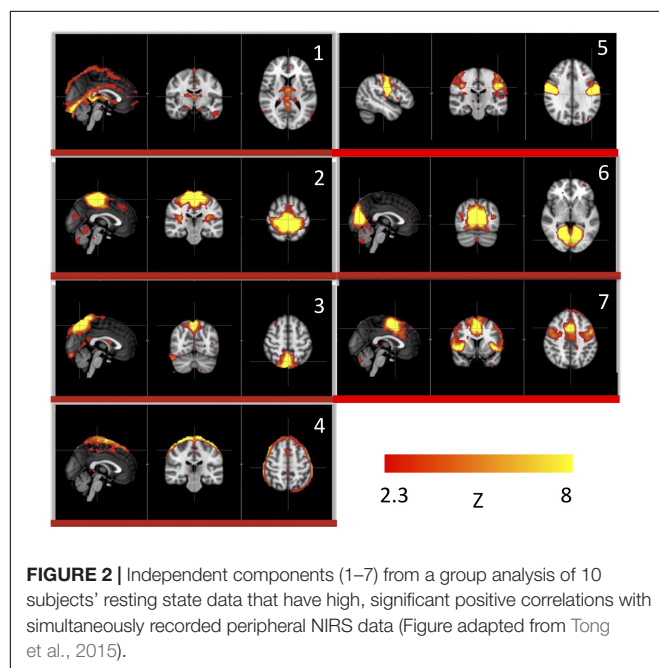 1
5
2
6
3
7
4
2.3 Z 8
FIGURE 2 | Independent components (1–7) from a group analysis of 10
subjects' resting state data that have high, significant positive correlations with
simultaneously recorded peripheral NIRS data (Figure adapted from Tong
et al., 2015).